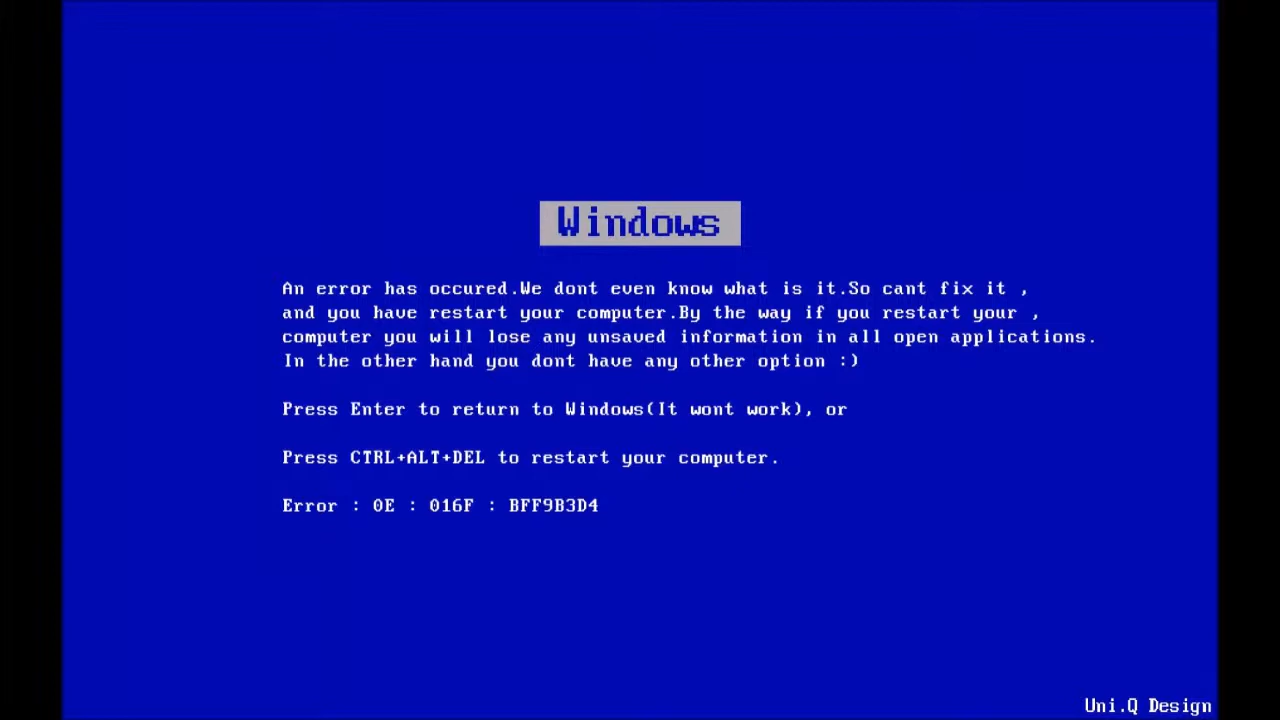 Windows
An error has occured.We dont even know what is it.So cant fix it ,
and you have restart your computer.By the way if you restart your ,
computer you will lose any unsaved information in all open applications.
In the other hand you dont have any other option :)
Press Enter to return to Windows(It wont work), or
Press CTRL+ALT+DEL to restart your computer.
Error : 0E : 016F : BFF9B3D4
Uni.Q Design